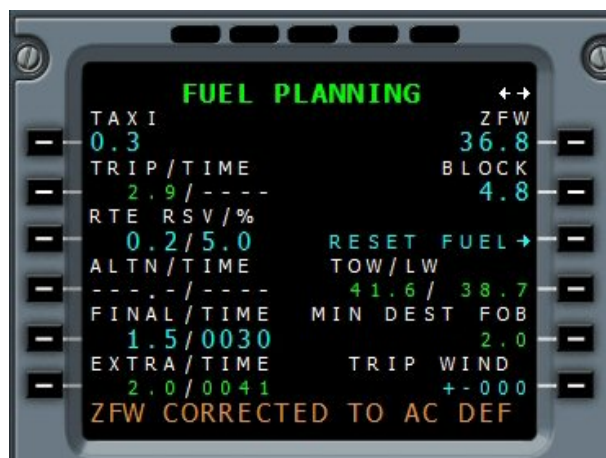 FUEL PLANNING ←→
TAXI ZFW
0.3 36.8
TRIP/TIME BLOCK
2.9/---- 4.8
RTE RSV/%
0.2/5.0 RESET FUEL→
ALTN/TIME TOW/LW
---.-/---- 41.6/ 38.7
FINAL/TIME MIN DEST FOB
1.5/0030 2.0
EXTRA/TIME TRIP WIND
2.0/0041 +-000
ZFW CORRECTED TO AC DEF